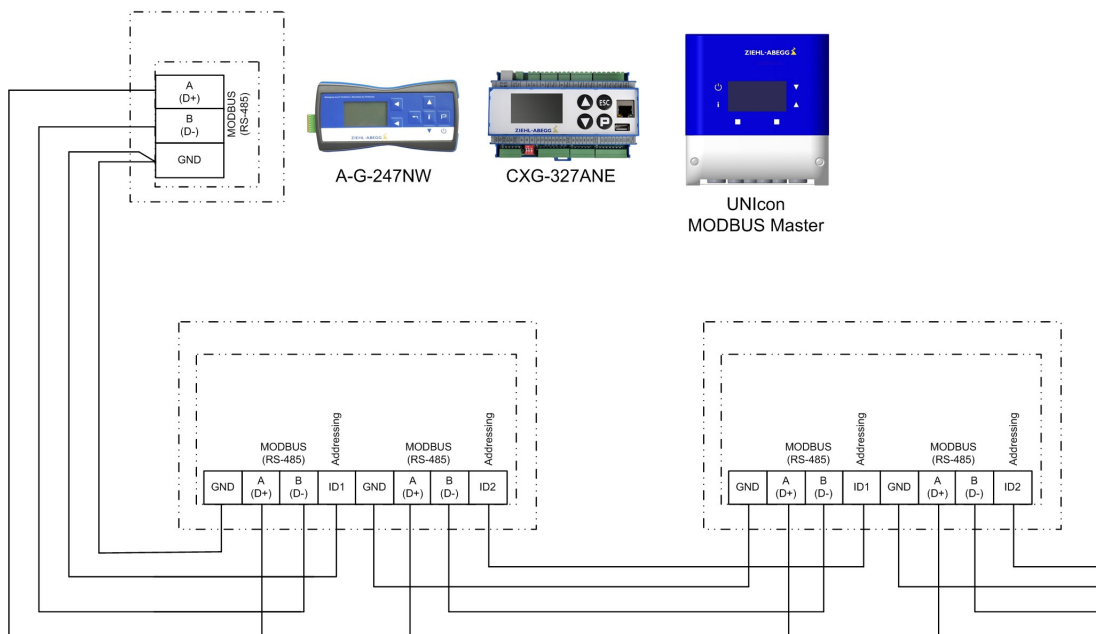 A
(D+)
B
(D-)
GND
MODBUS
(RS-485)
ZIEHL-ABEGG
i
P
ZIEHL-ABEGG
ESC
P
ZIEHL-ABEGG
i
A-G-247NW
CXG-327ANE
UNIcon
MODBUS Master
MODBUS
(RS-485)
Addressing
MODBUS
(RS-485)
Addressing
GND
A
(D+)
B
(D-)
ID1
GND
A
(D+)
B
(D-)
ID2
MODBUS
(RS-485)
Addressing
MODBUS
(RS-485)
Addressing
GND
A
(D+)
B
(D-)
ID1
GND
A
(D+)
B
(D-)
ID2